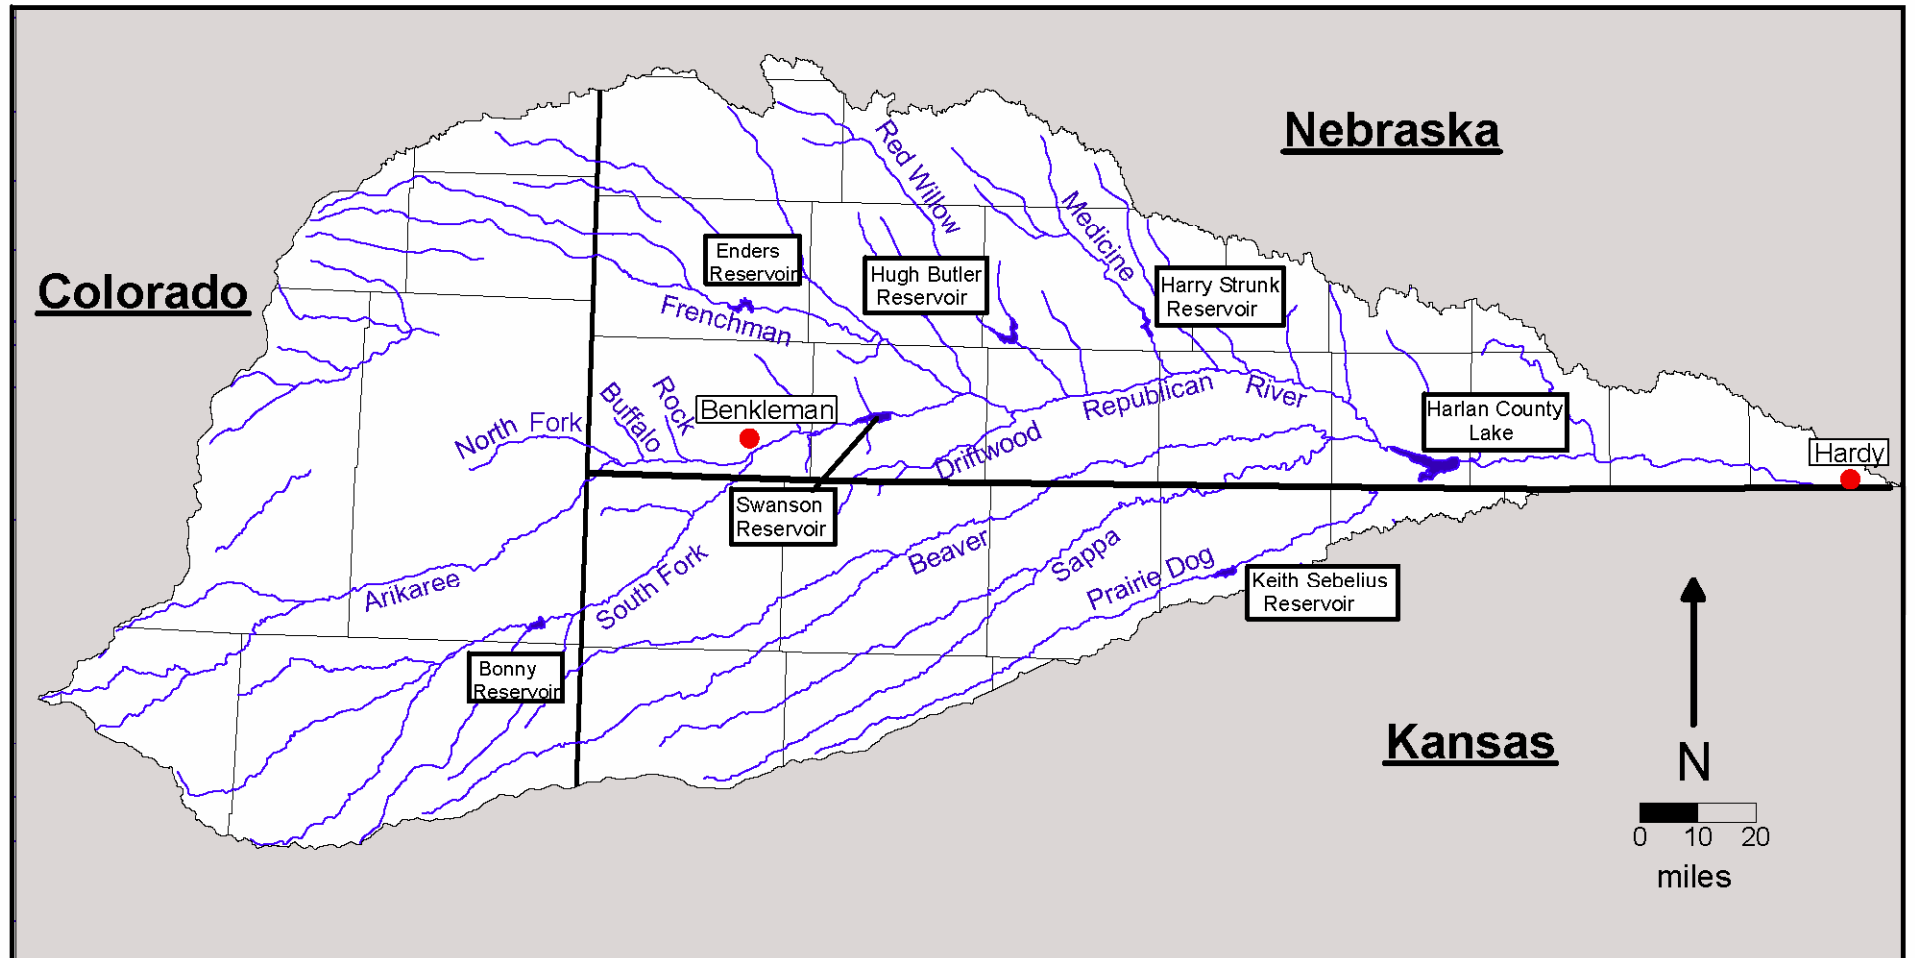 Nebraska
Red Willow
Medicine
Enders
Reservoir
Hugh Butler
Reservoir
Harry Strunk
Reservoir
Colorado
Frenchman
Rock
Buffalo
Benkleman
North Fork
Republican River
Harlan County
Lake
Driftwood
Hardy
Swanson
Reservoir
Beaver
Sappa
Prairie Dog
Keith Sebelius
Reservoir
Arikaree
South Fork
Bonny
Reservoir
Kansas
N
0 10 20
miles